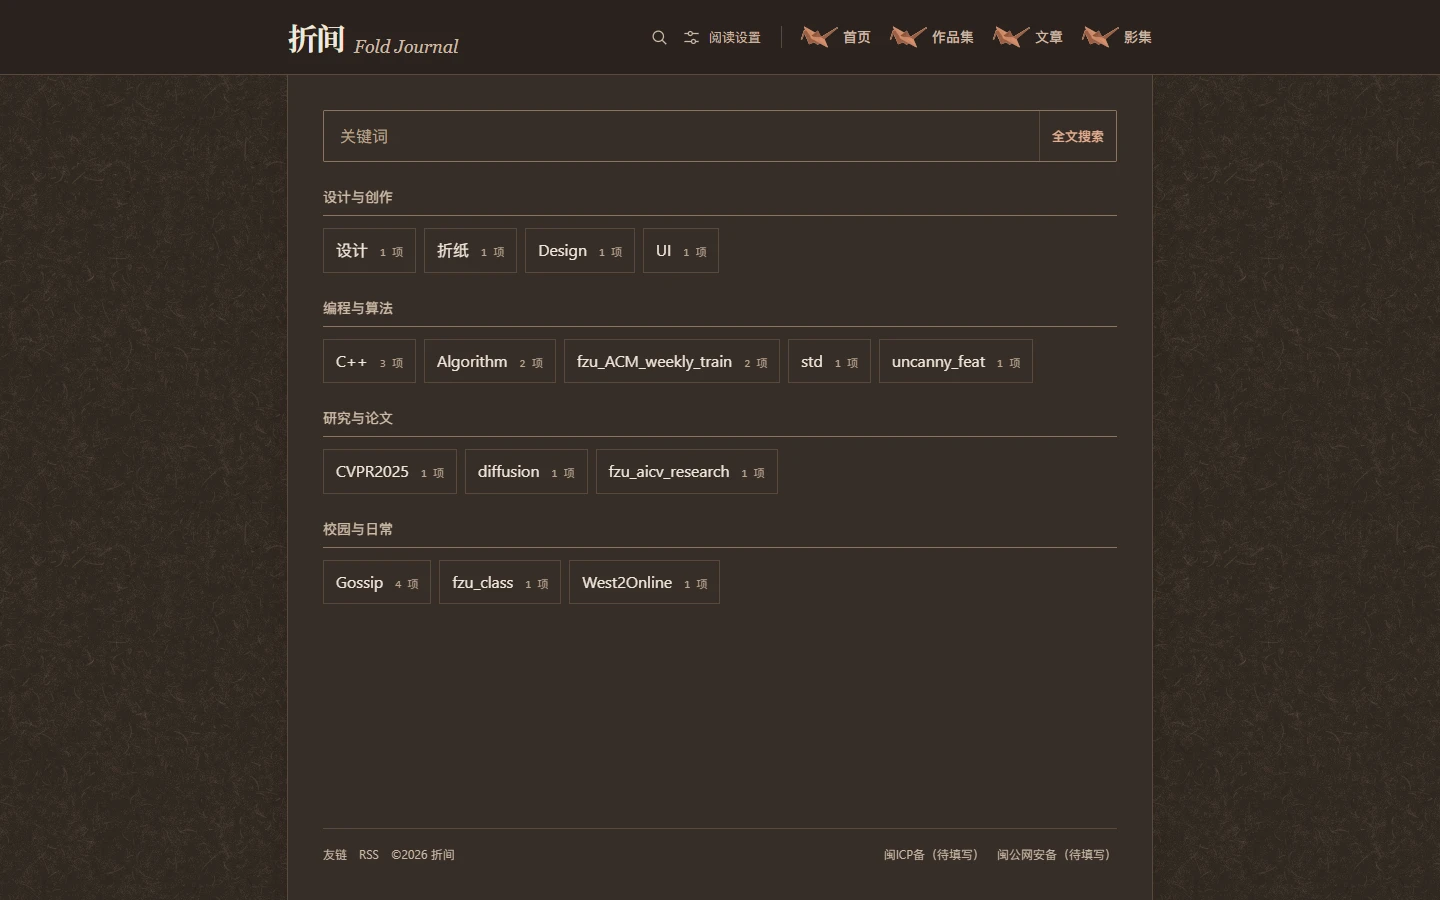 折间 Fold Journal 阅读设置 首页 作品集 文章 影集
关键词 全文搜索
设计与创作
设计 1 项 折纸 1 项 Design 1 项 UI 1 项
编程与算法
C++ 3 项 Algorithm 2 项 fzu_ACM_weekly_train 2 项 std 1 项 uncanny_feat 1 项
研究与论文
CVPR2025 1 项 diffusion 1 项 fzu_aicv_research 1 项
校园与日常
Gossip 4 项 fzu_class 1 项 West2Online 1 项
友链 RSS ©2026 折间 闽ICP备（待填写） 闽公网安备（待填写）